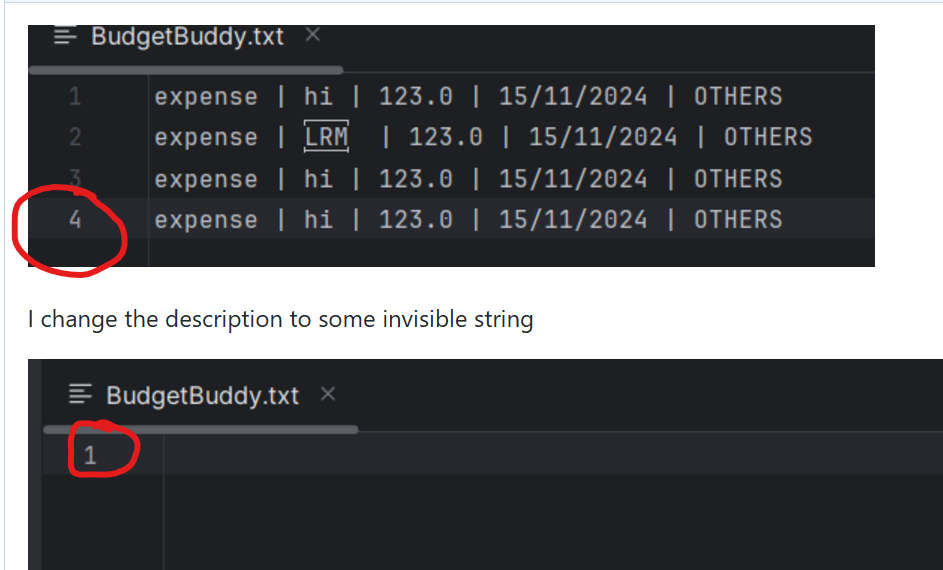 BudgetBuddy.txt ×
1 expense | hi | 123.0 | 15/11/2024 | OTHERS
2 expense | LRM | 123.0 | 15/11/2024 | OTHERS
3 expense | hi | 123.0 | 15/11/2024 | OTHERS
4 expense | hi | 123.0 | 15/11/2024 | OTHERS
I change the description to some invisible string
BudgetBuddy.txt ×
1